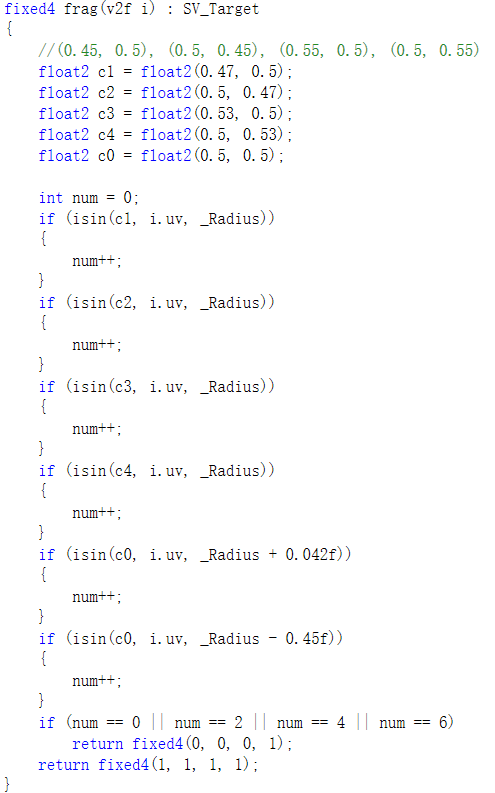 fixed4 frag(v2f i) : SV_Target
{
    //(0.45, 0.5), (0.5, 0.45), (0.55, 0.5), (0.5, 0.55)
    float2 c1 = float2(0.47, 0.5);
    float2 c2 = float2(0.5, 0.47);
    float2 c3 = float2(0.53, 0.5);
    float2 c4 = float2(0.5, 0.53);
    float2 c0 = float2(0.5, 0.5);

    int num = 0;
    if (isin(c1, i.uv, _Radius))
    {
        num++;
    }
    if (isin(c2, i.uv, _Radius))
    {
        num++;
    }
    if (isin(c3, i.uv, _Radius))
    {
        num++;
    }
    if (isin(c4, i.uv, _Radius))
    {
        num++;
    }
    if (isin(c0, i.uv, _Radius + 0.042f))
    {
        num++;
    }
    if (isin(c0, i.uv, _Radius - 0.45f))
    {
        num++;
    }
    if (num == 0 || num == 2 || num == 4 || num == 6)
        return fixed4(0, 0, 0, 1);
    return fixed4(1, 1, 1, 1);
}